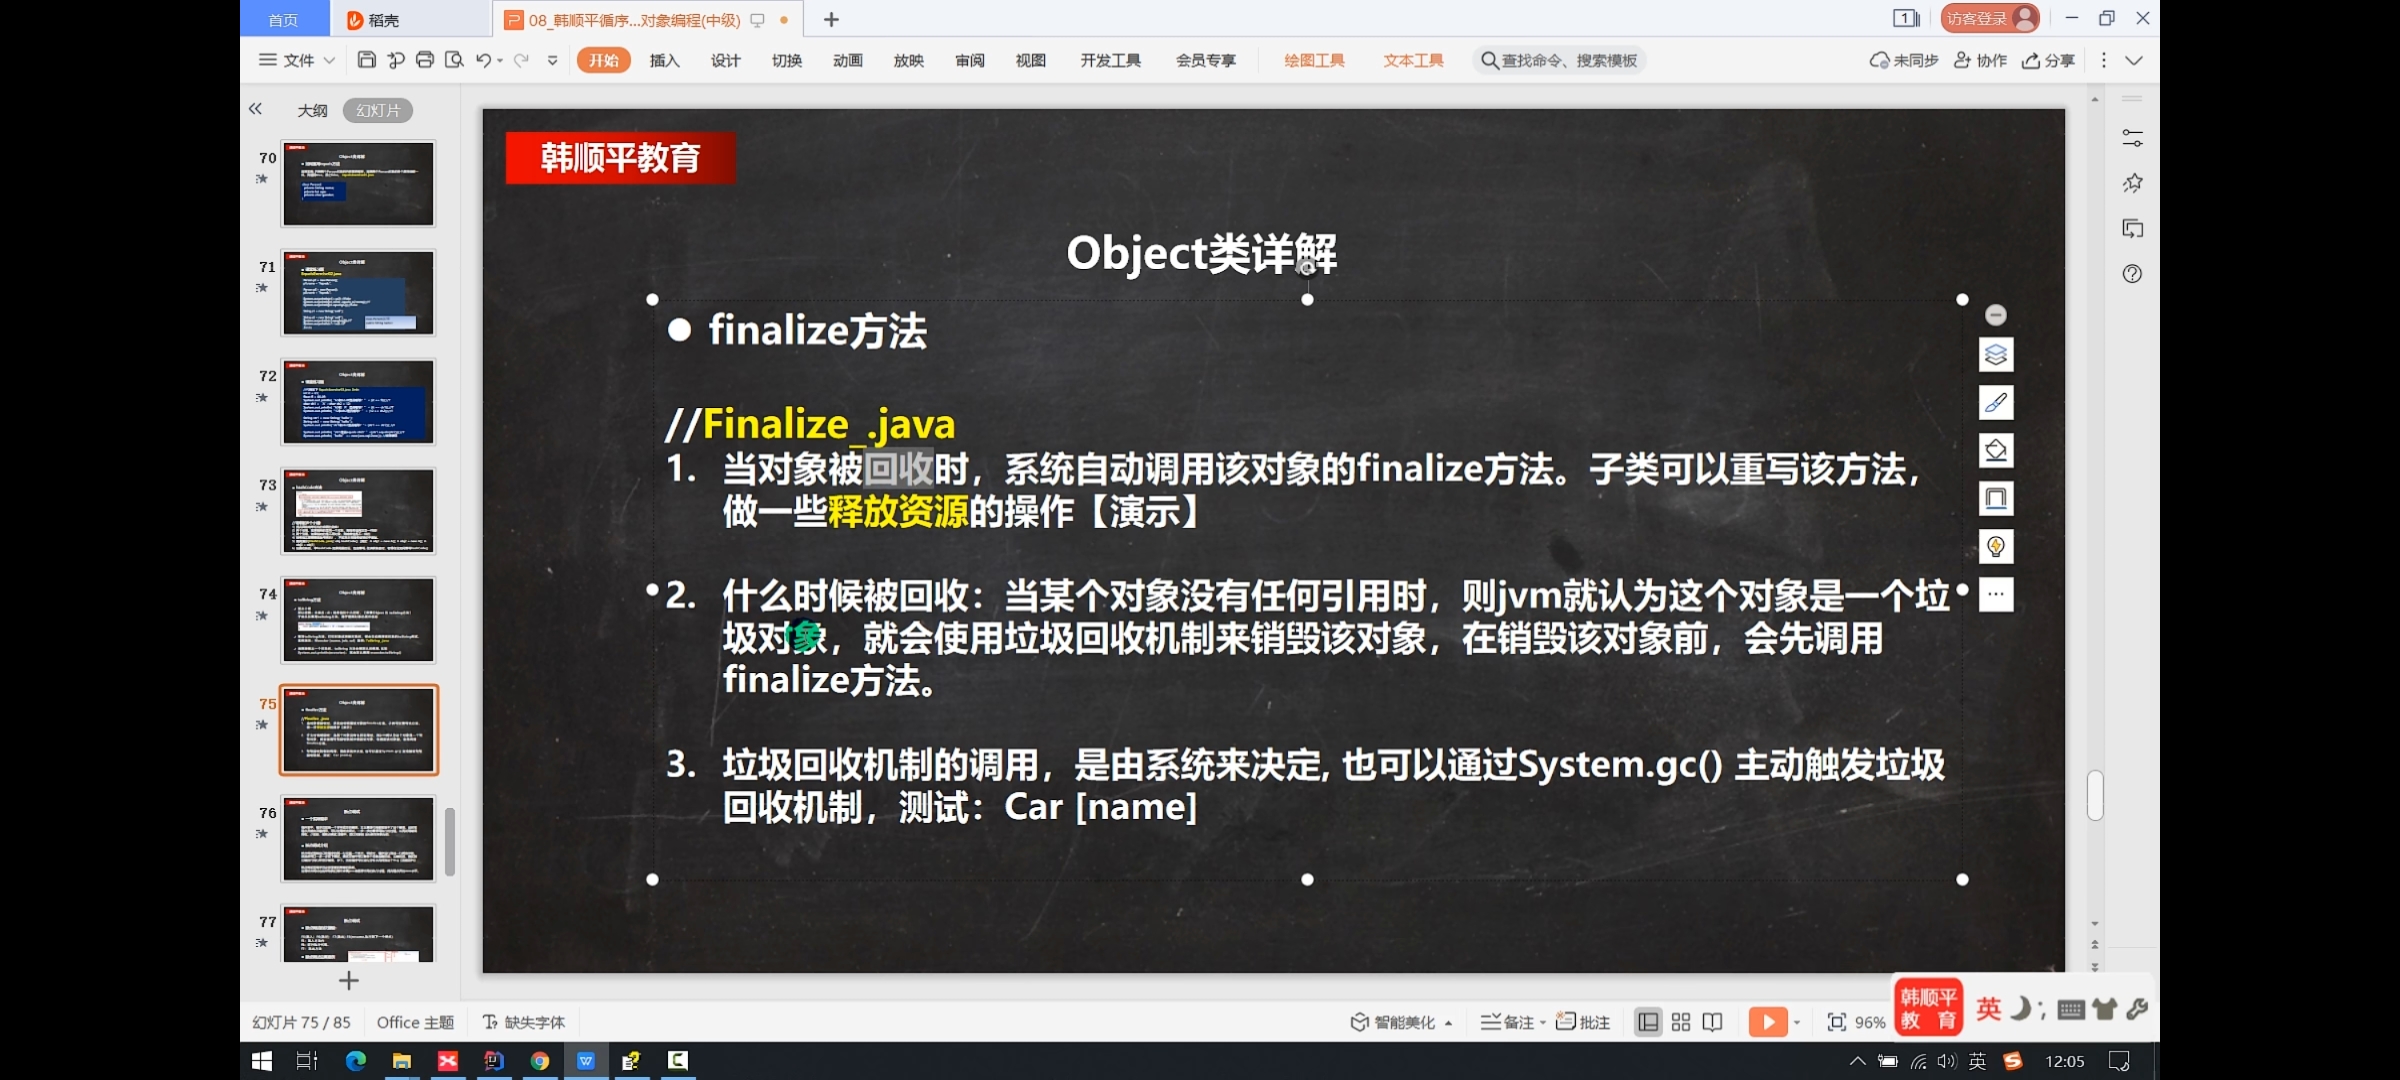 首页
稻壳
08_韩顺平循序...对象编程(中级)
访客登录
文件
开始
插入
设计
切换
动画
放映
审阅
视图
开发工具
会员专享
绘图工具
文本工具
查找命令、搜索模板
未同步
协作
分享
大纲
幻灯片
70
71
72
73
74
75
76
77
韩顺平教育
Object类详解
finalize方法
//Finalize_.java
1. 当对象被回收时，系统自动调用该对象的finalize方法。子类可以重写该方法，
做一些释放资源的操作【演示】
2. 什么时候被回收：当某个对象没有任何引用时，则jvm就认为这个对象是一个垃
圾对象，就会使用垃圾回收机制来销毁该对象，在销毁该对象前，会先调用
finalize方法。
3. 垃圾回收机制的调用，是由系统来决定, 也可以通过System.gc() 主动触发垃圾
回收机制，测试：Car [name]
幻灯片 75 / 85
Office 主题
缺失字体
智能美化
备注
批注
96%
韩顺平
教 育
英
英
12:05